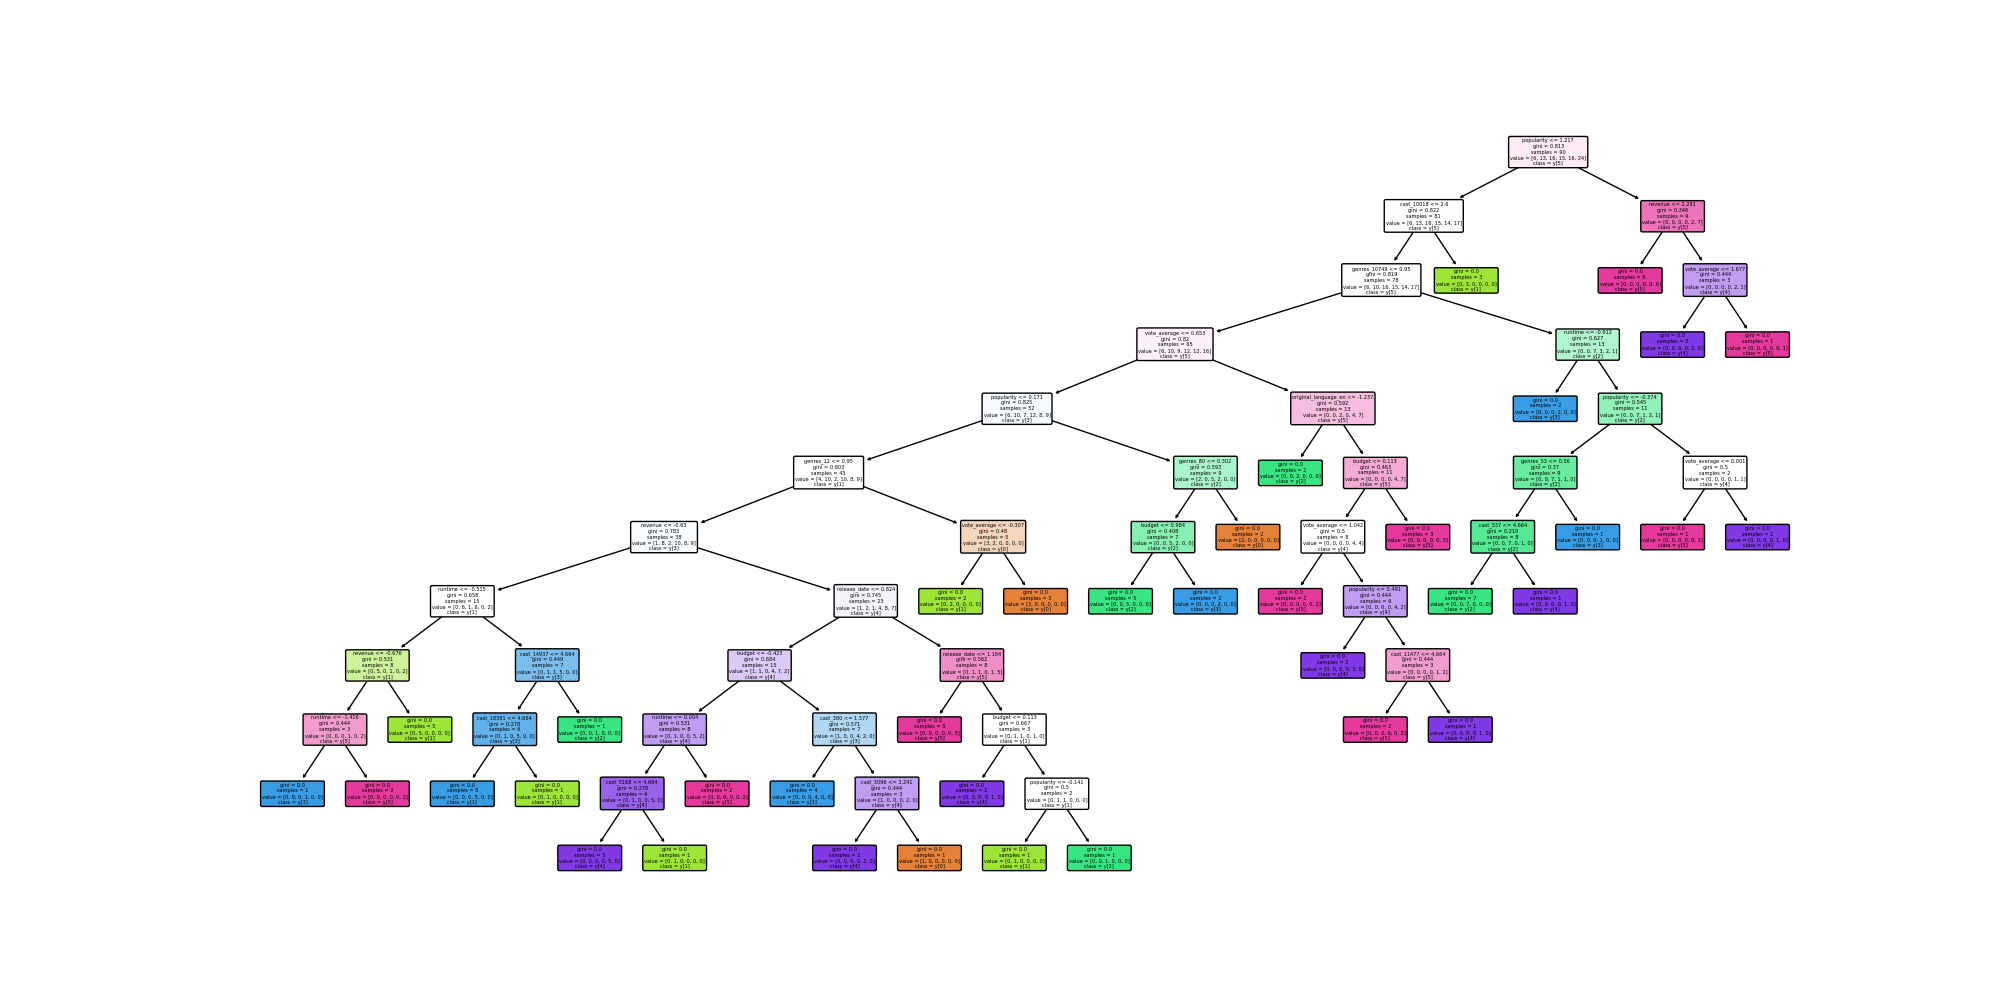 popularity <= 1.217
gini = 0.813
samples = 90
value = [6, 13, 16, 15, 16, 24]
class = y[5]
cast_10018 <= 2.6
gini = 0.822
samples = 81
value = [6, 13, 16, 15, 14, 17]
class = y[5]
revenue <= 2.291
gini = 0.346
samples = 9
value = [0, 0, 0, 0, 2, 7]
class = y[5]
genres_10749 <= 0.95
gini = 0.819
samples = 78
value = [6, 10, 16, 15, 14, 17]
class = y[5]
gini = 0.0
samples = 3
value = [0, 3, 0, 0, 0, 0]
class = y[1]
gini = 0.0
samples = 6
value = [0, 0, 0, 0, 0, 6]
class = y[5]
vote_average <= 1.677
gini = 0.444
samples = 3
value = [0, 0, 0, 0, 2, 1]
class = y[4]
vote_average <= 0.653
gini = 0.82
samples = 65
value = [6, 10, 9, 12, 12, 16]
class = y[5]
runtime <= -0.912
gini = 0.627
samples = 13
value = [0, 0, 7, 3, 2, 1]
class = y[2]
gini = 0.0
samples = 2
value = [0, 0, 0, 0, 2, 0]
class = y[4]
gini = 0.0
samples = 1
value = [0, 0, 0, 0, 0, 1]
class = y[5]
popularity <= 0.171
gini = 0.825
samples = 52
value = [6, 10, 7, 12, 8, 9]
class = y[3]
original_language_en <= -1.237
gini = 0.592
samples = 13
value = [0, 0, 2, 0, 4, 7]
class = y[5]
gini = 0.0
samples = 2
value = [0, 0, 0, 2, 0, 0]
class = y[3]
popularity <= -0.374
gini = 0.545
samples = 11
value = [0, 0, 7, 1, 2, 1]
class = y[2]
genres_12 <= 0.95
gini = 0.803
samples = 43
value = [4, 10, 2, 10, 8, 9]
class = y[1]
genres_80 <= 0.302
gini = 0.593
samples = 9
value = [2, 0, 5, 2, 0, 0]
class = y[2]
gini = 0.0
samples = 2
value = [0, 0, 2, 0, 0, 0]
class = y[2]
budget <= 0.113
gini = 0.463
samples = 11
value = [0, 0, 0, 0, 4, 7]
class = y[5]
genres_53 <= 0.56
gini = 0.37
samples = 9
value = [0, 0, 7, 1, 1, 0]
class = y[2]
vote_average <= 0.001
gini = 0.5
samples = 2
value = [0, 0, 0, 0, 1, 1]
class = y[4]
revenue <= -0.63
gini = 0.783
samples = 38
value = [1, 8, 2, 10, 8, 9]
class = y[3]
vote_average <= -0.307
gini = 0.48
samples = 5
value = [3, 2, 0, 0, 0, 0]
class = y[0]
budget <= 0.984
gini = 0.408
samples = 7
value = [0, 0, 5, 2, 0, 0]
class = y[2]
gini = 0.0
samples = 2
value = [2, 0, 0, 0, 0, 0]
class = y[0]
vote_average <= 1.042
gini = 0.5
samples = 8
value = [0, 0, 0, 0, 4, 4]
class = y[4]
gini = 0.0
samples = 3
value = [0, 0, 0, 0, 0, 3]
class = y[5]
cast_537 <= 4.664
gini = 0.219
samples = 8
value = [0, 0, 7, 0, 1, 0]
class = y[2]
gini = 0.0
samples = 1
value = [0, 0, 0, 1, 0, 0]
class = y[3]
gini = 0.0
samples = 1
value = [0, 0, 0, 0, 0, 1]
class = y[5]
gini = 0.0
samples = 1
value = [0, 0, 0, 0, 1, 0]
class = y[4]
runtime <= -0.515
gini = 0.658
samples = 15
value = [0, 6, 1, 6, 0, 2]
class = y[1]
release_date <= 0.824
gini = 0.745
samples = 23
value = [1, 2, 1, 4, 8, 7]
class = y[4]
gini = 0.0
samples = 2
value = [0, 2, 0, 0, 0, 0]
class = y[1]
gini = 0.0
samples = 3
value = [3, 0, 0, 0, 0, 0]
class = y[0]
gini = 0.0
samples = 5
value = [0, 0, 5, 0, 0, 0]
class = y[2]
gini = 0.0
samples = 2
value = [0, 0, 0, 2, 0, 0]
class = y[3]
gini = 0.0
samples = 2
value = [0, 0, 0, 0, 0, 2]
class = y[5]
popularity <= 0.491
gini = 0.444
samples = 6
value = [0, 0, 0, 0, 4, 2]
class = y[4]
gini = 0.0
samples = 7
value = [0, 0, 7, 0, 0, 0]
class = y[2]
gini = 0.0
samples = 1
value = [0, 0, 0, 0, 1, 0]
class = y[4]
revenue <= -0.676
gini = 0.531
samples = 8
value = [0, 5, 0, 1, 0, 2]
class = y[1]
cast_14937 <= 4.664
gini = 0.449
samples = 7
value = [0, 1, 1, 5, 0, 0]
class = y[3]
budget <= -0.423
gini = 0.684
samples = 15
value = [1, 1, 0, 4, 7, 2]
class = y[4]
release_date <= 1.184
gini = 0.562
samples = 8
value = [0, 1, 1, 0, 1, 5]
class = y[5]
gini = 0.0
samples = 3
value = [0, 0, 0, 0, 3, 0]
class = y[4]
cast_11477 <= 4.664
gini = 0.444
samples = 3
value = [0, 0, 0, 0, 1, 2]
class = y[5]
runtime <= -1.416
gini = 0.444
samples = 3
value = [0, 0, 0, 1, 0, 2]
class = y[5]
gini = 0.0
samples = 5
value = [0, 5, 0, 0, 0, 0]
class = y[1]
cast_18391 <= 4.664
gini = 0.278
samples = 6
value = [0, 1, 0, 5, 0, 0]
class = y[3]
gini = 0.0
samples = 1
value = [0, 0, 1, 0, 0, 0]
class = y[2]
runtime <= 0.004
gini = 0.531
samples = 8
value = [0, 1, 0, 0, 5, 2]
class = y[4]
cast_380 <= 1.577
gini = 0.571
samples = 7
value = [1, 0, 0, 4, 2, 0]
class = y[3]
gini = 0.0
samples = 5
value = [0, 0, 0, 0, 0, 5]
class = y[5]
budget <= 0.113
gini = 0.667
samples = 3
value = [0, 1, 1, 0, 1, 0]
class = y[1]
gini = 0.0
samples = 2
value = [0, 0, 0, 0, 0, 2]
class = y[5]
gini = 0.0
samples = 1
value = [0, 0, 0, 0, 1, 0]
class = y[4]
gini = 0.0
samples = 1
value = [0, 0, 0, 1, 0, 0]
class = y[3]
gini = 0.0
samples = 2
value = [0, 0, 0, 0, 0, 2]
class = y[5]
gini = 0.0
samples = 5
value = [0, 0, 0, 5, 0, 0]
class = y[3]
gini = 0.0
samples = 1
value = [0, 1, 0, 0, 0, 0]
class = y[1]
cast_5168 <= 4.664
gini = 0.278
samples = 6
value = [0, 1, 0, 0, 5, 0]
class = y[4]
gini = 0.0
samples = 2
value = [0, 0, 0, 0, 0, 2]
class = y[5]
gini = 0.0
samples = 4
value = [0, 0, 0, 4, 0, 0]
class = y[3]
cast_3096 <= 3.241
gini = 0.444
samples = 3
value = [1, 0, 0, 0, 2, 0]
class = y[4]
gini = 0.0
samples = 1
value = [0, 0, 0, 0, 1, 0]
class = y[4]
popularity <= -0.141
gini = 0.5
samples = 2
value = [0, 1, 1, 0, 0, 0]
class = y[1]
gini = 0.0
samples = 5
value = [0, 0, 0, 0, 5, 0]
class = y[4]
gini = 0.0
samples = 1
value = [0, 1, 0, 0, 0, 0]
class = y[1]
gini = 0.0
samples = 2
value = [0, 0, 0, 0, 2, 0]
class = y[4]
gini = 0.0
samples = 1
value = [1, 0, 0, 0, 0, 0]
class = y[0]
gini = 0.0
samples = 1
value = [0, 1, 0, 0, 0, 0]
class = y[1]
gini = 0.0
samples = 1
value = [0, 0, 1, 0, 0, 0]
class = y[2]